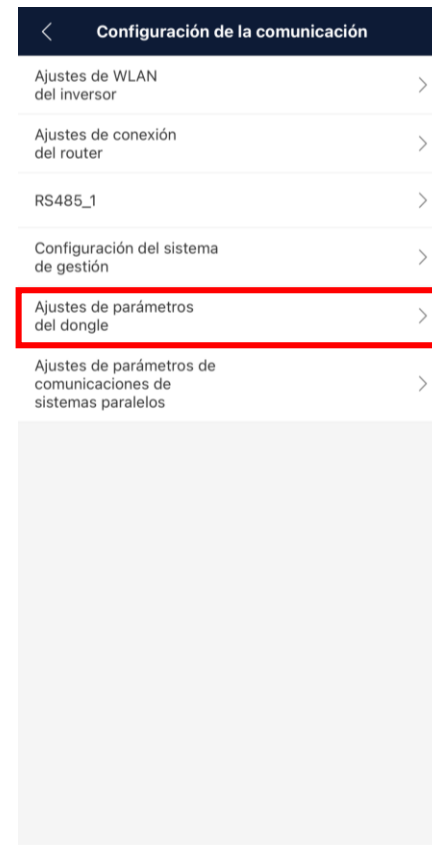 Configuración de la comunicación
Ajustes de WLAN
del inversor
Ajustes de conexión
del router
RS485_1
Configuración del sistema
de gestión
Ajustes de parámetros
del dongle
Ajustes de parámetros de
comunicaciones de
sistemas paralelos